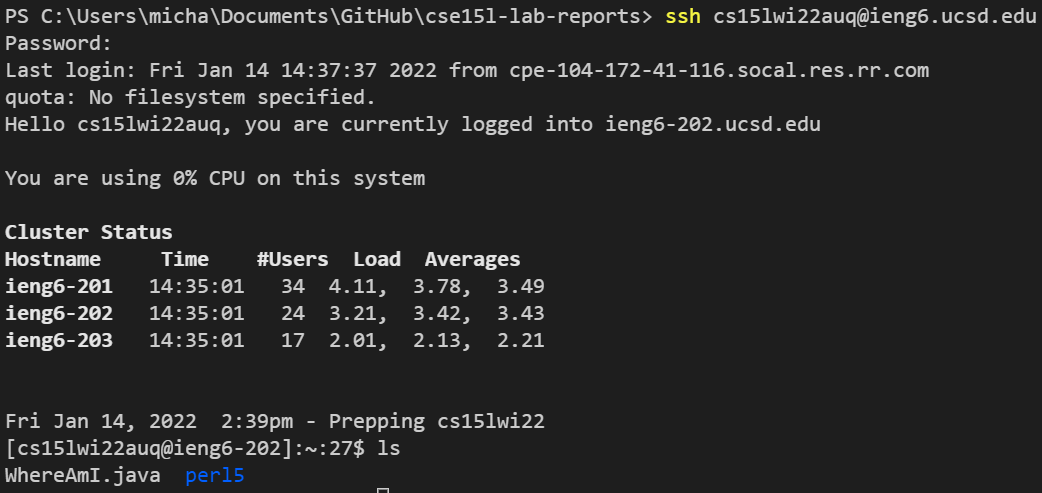 PS C:\Users\micha\Documents\GitHub\cse15l-lab-reports> ssh cs15lwi22auq@ieng6.ucsd.edu
Password:
Last login: Fri Jan 14 14:37:37 2022 from cpe-104-172-41-116.socal.res.rr.com
quota: No filesystem specified.
Hello cs15lwi22auq, you are currently logged into ieng6-202.ucsd.edu
You are using 0% CPU on this system
Cluster Status
Hostname     Time    #Users  Load  Averages
ieng6-201   14:35:01   34  4.11,  3.78,  3.49
ieng6-202   14:35:01   24  3.21,  3.42,  3.43
ieng6-203   14:35:01   17  2.01,  2.13,  2.21
Fri Jan 14, 2022  2:39pm - Prepping cs15lwi22
[cs15lwi22auq@ieng6-202]:~:27$ ls
WhereAmI.java  perl5